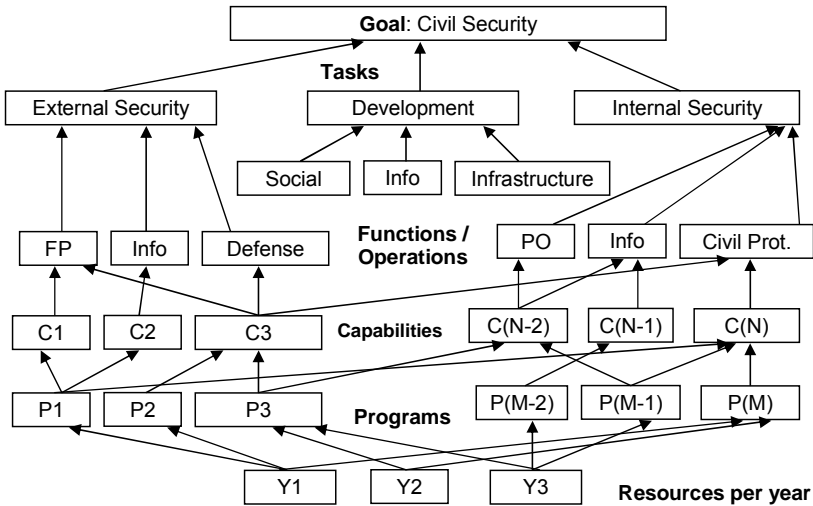 Goal: Civil Security
Tasks
External Security
Development
Internal Security
Social
Info
Infrastructure
FP
Info
Defense
Functions /
Operations
PO
Info
Civil Prot.
C1
C2
C3
Capabilities
C(N-2)
C(N-1)
C(N)
P1
P2
P3
Programs
P(M-2)
P(M-1)
P(M)
Y1
Y2
Y3
Resources per year